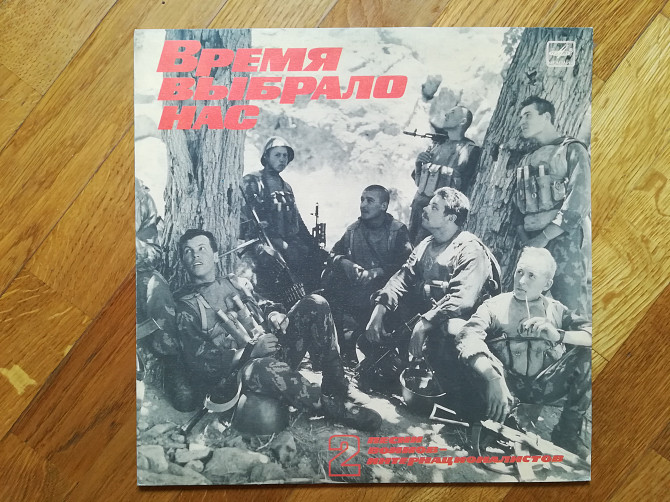 Время
выбрало
нас
2
песни
воинов–
интернационалистов